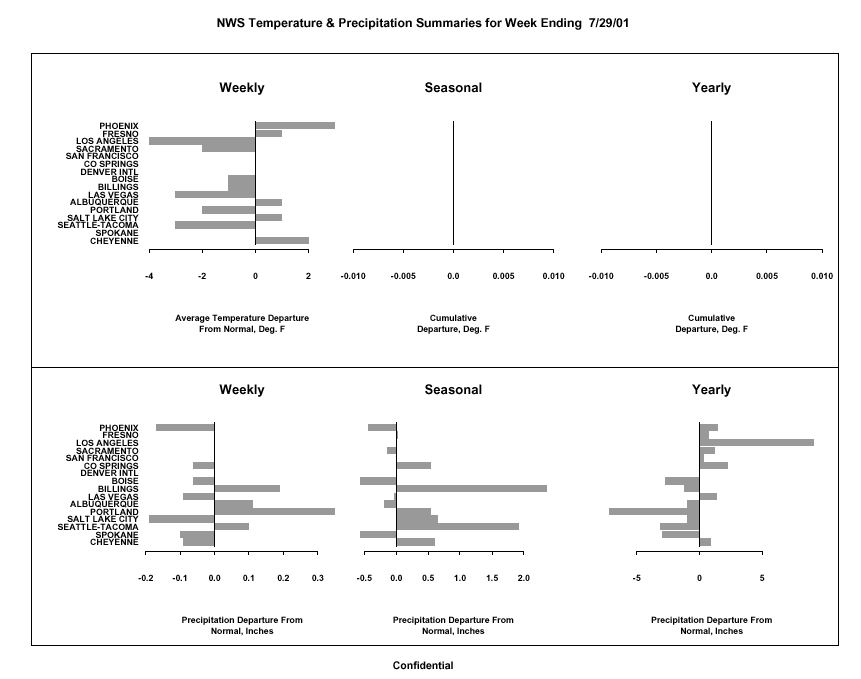 NWS Temperature & Precipitation Summaries for Week Ending 7/29/01
Weekly
Seasonal
Yearly
PHOENIX
FRESNO
LOS ANGELES
SACRAMENTO
SAN FRANCISCO
CO SPRINGS
DENVER INTL
BOISE
BILLINGS
LAS VEGAS
ALBUQUERQUE
PORTLAND
SALT LAKE CITY
SEATTLE-TACOMA
SPOKANE
CHEYENNE
-4 -2 0 2
-0.010 -0.005 0.0 0.005 0.010
-0.010 -0.005 0.0 0.005 0.010
Average Temperature Departure
From Normal, Deg. F
Cumulative
Departure, Deg. F
Cumulative
Departure, Deg. F
Weekly
Seasonal
Yearly
PHOENIX
FRESNO
LOS ANGELES
SACRAMENTO
SAN FRANCISCO
CO SPRINGS
DENVER INTL
BOISE
BILLINGS
LAS VEGAS
ALBUQUERQUE
PORTLAND
SALT LAKE CITY
SEATTLE-TACOMA
SPOKANE
CHEYENNE
-0.2 -0.1 0.0 0.1 0.2 0.3
-0.5 0.0 0.5 1.0 1.5 2.0
-5 0 5
Precipitation Departure From
Normal, Inches
Precipitation Departure From
Normal, Inches
Precipitation Departure From
Normal, Inches
Confidential